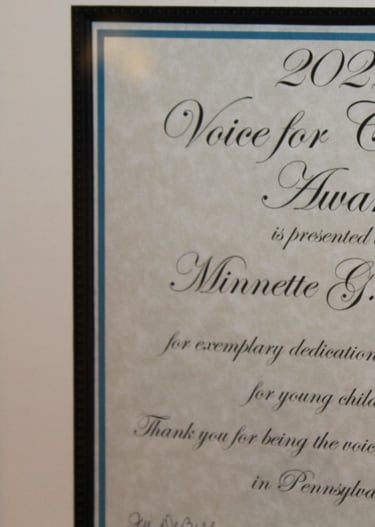 202
Voice for C
Awar
is presented
Minnette G.
for exemplary dedication
for young child
Thank you for being the voic
in Pennsylva